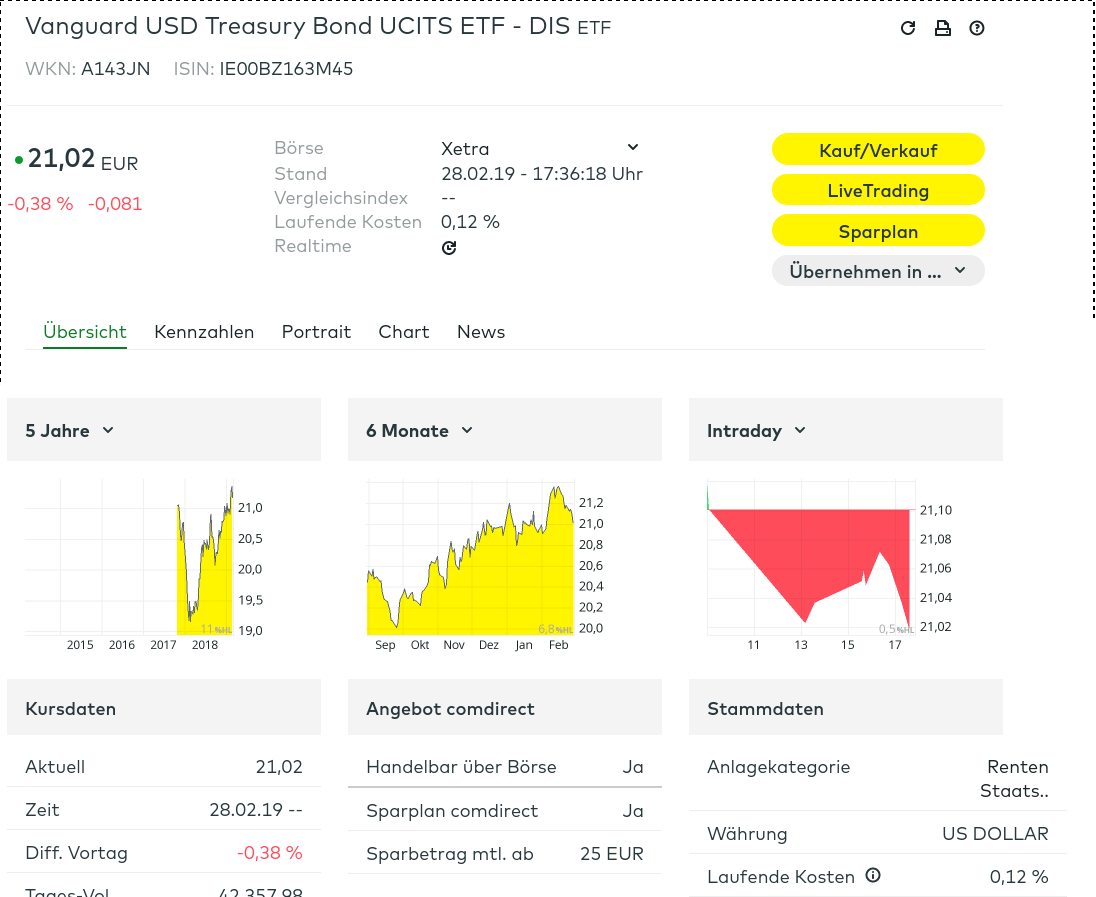 Vanguard USD Treasury Bond UCITS ETF - DIS ETF
WKN: A143JN ISIN: IE00BZ163M45
21,02 EUR
-0,38 % -0,081
Börse Xetra
Stand 28.02.19 - 17:36:18 Uhr
Vergleichsindex --
Laufende Kosten 0,12 %
Realtime
Kauf/Verkauf
LiveTrading
Sparplan
Übernehmen in ...
Übersicht Kennzahlen Portrait Chart News
5 Jahre
21,0
20,5
20,0
19,5
19,0
11%HL
2015 2016 2017 2018
6 Monate
21,2
21,0
20,8
20,6
20,4
20,2
20,0
6,8%HL
Sep Okt Nov Dez Jan Feb
Intraday
21,10
21,08
21,06
21,04
21,02
0,5%HL
11 13 15 17
Kursdaten
Aktuell 21,02
Zeit 28.02.19 --
Diff. Vortag -0,38 %
Tages-Vol. 42.357,98
Angebot comdirect
Handelbar über Börse Ja
Sparplan comdirect Ja
Sparbetrag mtl. ab 25 EUR
Stammdaten
Anlagekategorie Renten
Staats..
Währung US DOLLAR
Laufende Kosten 0,12 %